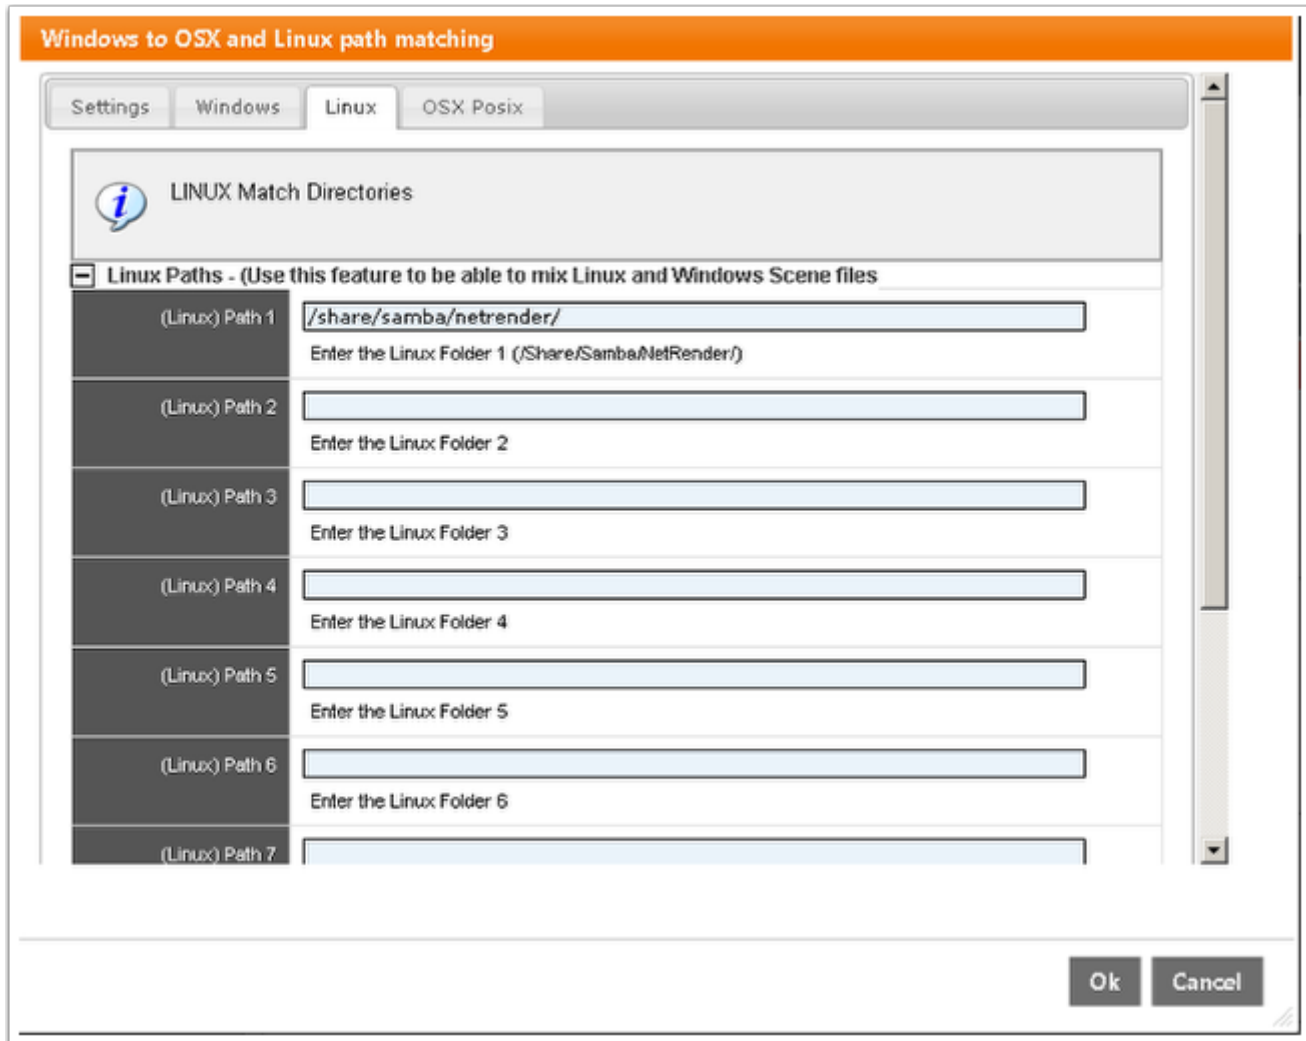 Windows to OSX and Linux path matching
Settings Windows Linux OSX Posix
LINUX Match Directories
Linux Paths - (Use this feature to be able to mix Linux and Windows Scene files
(Linux) Path 1 /share/samba/netrender/
Enter the Linux Folder 1 (/Share/Samba/NetRender/)
(Linux) Path 2
Enter the Linux Folder 2
(Linux) Path 3
Enter the Linux Folder 3
(Linux) Path 4
Enter the Linux Folder 4
(Linux) Path 5
Enter the Linux Folder 5
(Linux) Path 6
Enter the Linux Folder 6
(Linux) Path 7
Ok Cancel